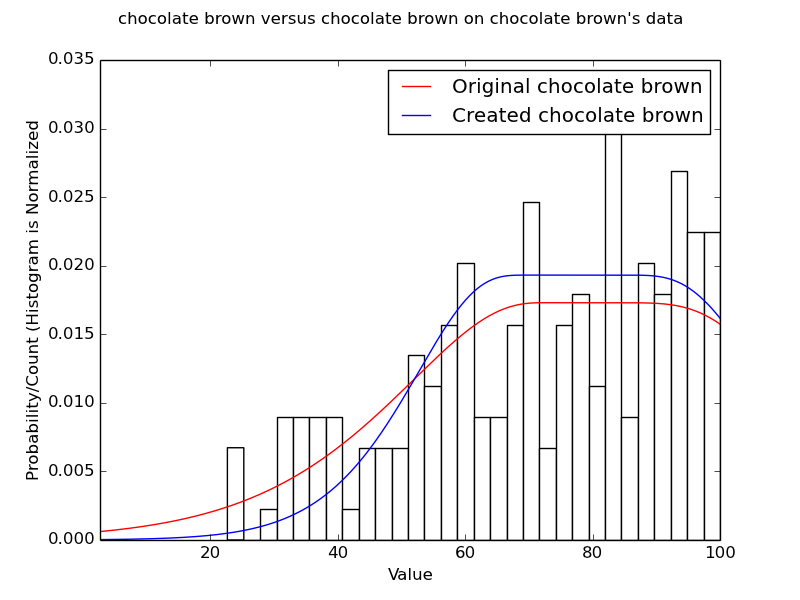 chocolate brown versus chocolate brown on chocolate brown's data
0.035
0.030
0.025
0.020
0.015
0.010
0.005
0.000
Probability/Count (Histogram is Normalized
Original chocolate brown
Created chocolate brown
20 40 60 80 100
Value